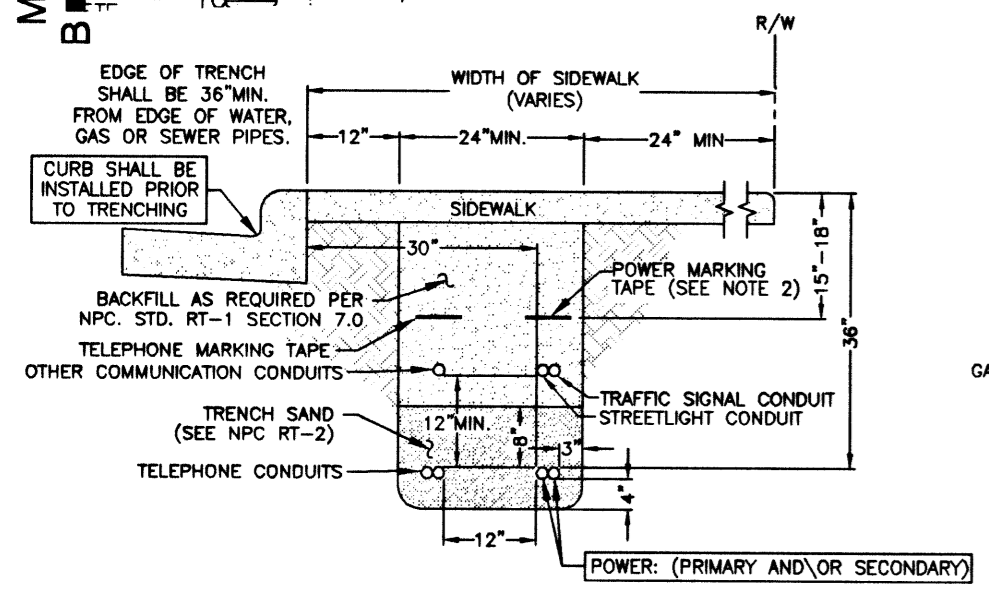 M
B
R/W
EDGE OF TRENCH
SHALL BE 36"MIN.
FROM EDGE OF WATER,
GAS OR SEWER PIPES.
WIDTH OF SIDEWALK
(VARIES)
12"
24"MIN.
24" MIN
CURB SHALL BE
INSTALLED PRIOR
TO TRENCHING
SIDEWALK
30"
POWER MARKING
TAPE (SEE NOTE 2)
15"-18"
36"
BACKFILL AS REQUIRED PER
NPC. STD. RT-1 SECTION 7.0
TELEPHONE MARKING TAPE
OTHER COMMUNICATION CONDUITS
GA
TRAFFIC SIGNAL CONDUIT
STREETLIGHT CONDUIT
TRENCH SAND
(SEE NPC RT-2)
12"MIN.
8"
3"
TELEPHONE CONDUITS
4"
12"
POWER: (PRIMARY AND\OR SECONDARY)